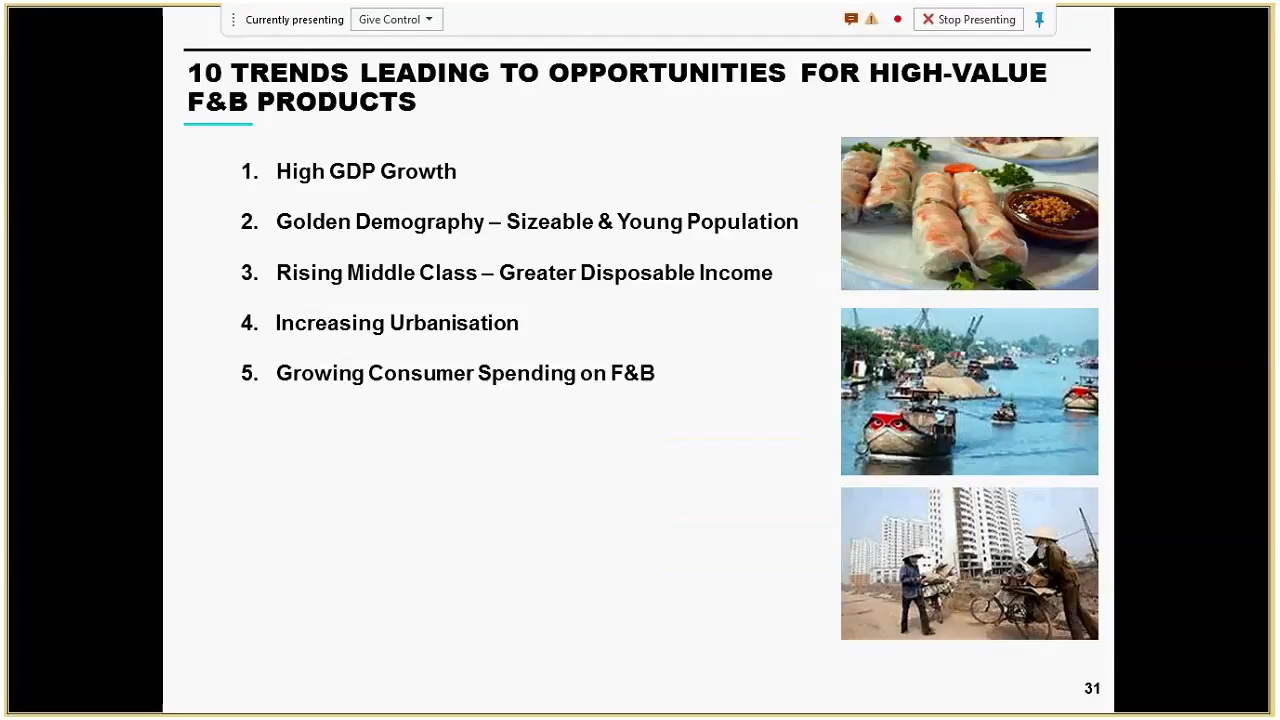 Currently presenting
Give Control
Stop Presenting
10 TRENDS LEADING TO OPPORTUNITIES FOR HIGH-VALUE
F&B PRODUCTS
1. High GDP Growth
2. Golden Demography – Sizeable & Young Population
3. Rising Middle Class – Greater Disposable Income
4. Increasing Urbanisation
5. Growing Consumer Spending on F&B
31